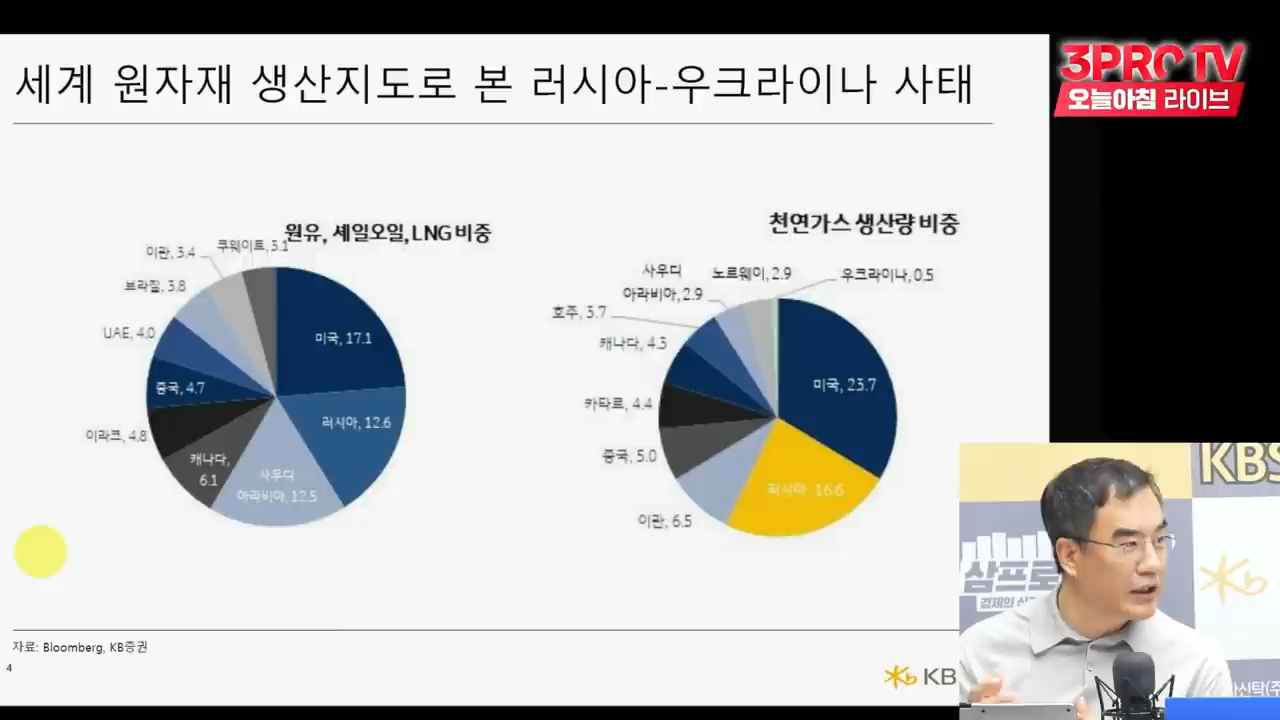 세계 원자재 생산지도로 본 러시아-우크라이나 사태
3PRO TV
오늘아침 라이브
원유, 셰일오일, LNG 비중
쿠웨이트, 3.1
이란, 3.4
브라질, 3.8
UAE, 4.0
미국, 17.1
중국, 4.7
러시아, 12.6
이라크, 4.8
캐나다,
6.1
사우디
아라비아, 12.5
천연가스 생산량 비중
사우디
아라비아, 2.9
노르웨이, 2.9
우크라이나, 0.5
호주, 3.7
캐나다, 4.3
미국, 23.7
카타르, 4.4
중국, 5.0
러시아, 16.6
이란, 6.5
자료: Bloomberg, KB증권
4
KB
KBS
삼프로
Kb